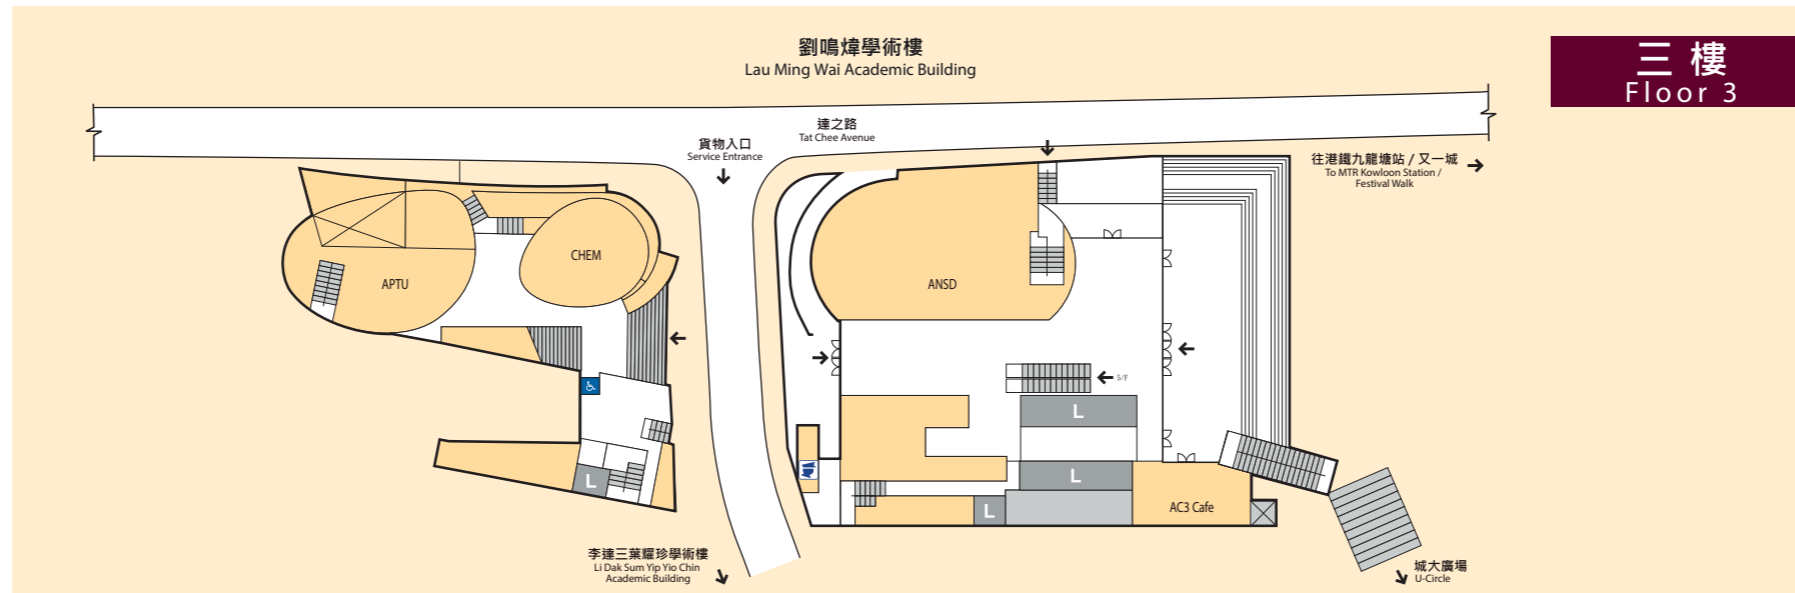 劉鳴煒學術樓
Lau Ming Wai Academic Building
三樓
Floor 3
達之路
Tat Chee Avenue
貨物入口
Service Entrance
往港鐵九龍塘站 / 又一城
To MTR Kowloon Station /
Festival Walk
CHEM
APTU
ANSD
S/F
L
L
L
L
AC3 Cafe
李達三葉耀珍學術樓
Li Dak Sum Yip Yio Chin
Academic Building
城大廣場
U-Circle